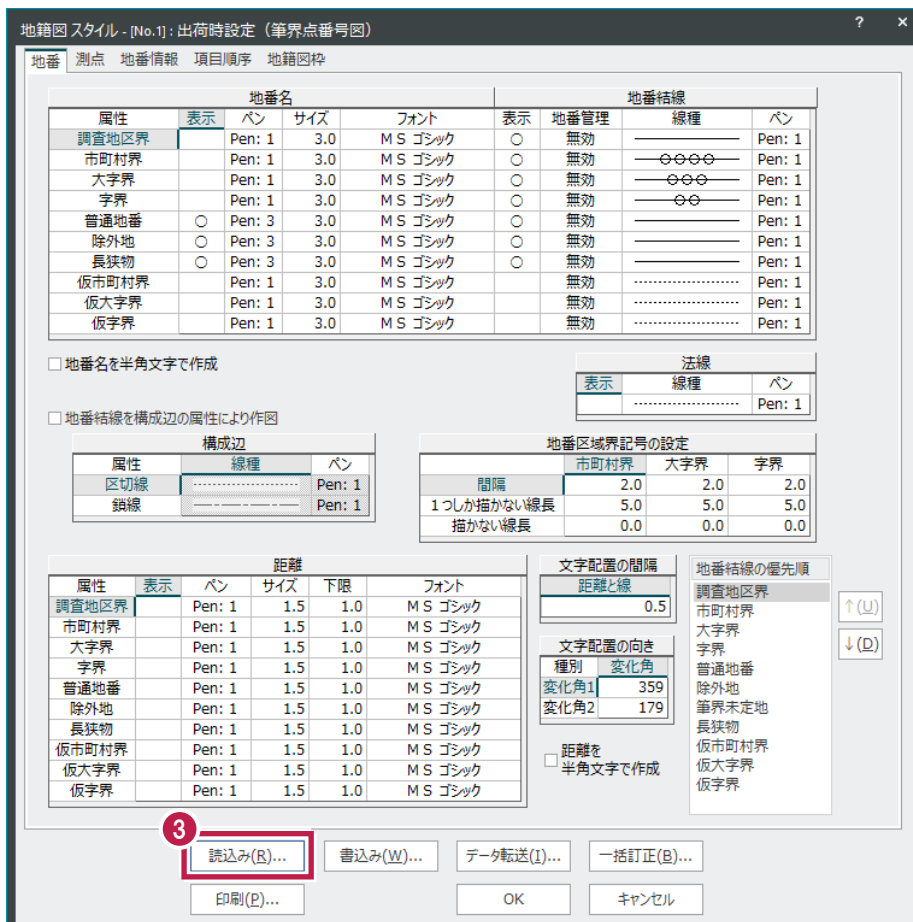 地籍図 スタイル - [No.1] : 出荷時設定（筆界点番号図） ? ×
地番 測点 地番情報 項目順序 地籍図枠
地番名 地番結線
属性 表示 ペン サイズ フォント 表示 地番管理 線種 ペン
調査地区界 Pen: 1 3.0 ＭＳ ゴシック ○ 無効 Pen: 1
市町村界 Pen: 1 3.0 ＭＳ ゴシック ○ 無効 Pen: 1
大字界 Pen: 1 3.0 ＭＳ ゴシック ○ 無効 Pen: 1
字界 Pen: 1 3.0 ＭＳ ゴシック ○ 無効 Pen: 1
普通地番 ○ Pen: 3 3.0 ＭＳ ゴシック ○ 無効 Pen: 1
除外地 ○ Pen: 3 3.0 ＭＳ ゴシック ○ 無効 Pen: 1
長狭物 ○ Pen: 3 3.0 ＭＳ ゴシック ○ 無効 Pen: 1
仮市町村界 Pen: 1 3.0 ＭＳ ゴシック 無効 Pen: 1
仮大字界 Pen: 1 3.0 ＭＳ ゴシック 無効 Pen: 1
仮字界 Pen: 1 3.0 ＭＳ ゴシック 無効 Pen: 1
地番名を半角文字で作成
法線
表示 線種 ペン
Pen: 1
地番結線を構成辺の属性により作図
構成辺
属性 線種 ペン
区切線 Pen: 1
鎖線 Pen: 1
地番区域界記号の設定
市町村界 大字界 字界
間隔 2.0 2.0 2.0
１つしか描かない線長 5.0 5.0 5.0
描かない線長 0.0 0.0 0.0
距離
属性 表示 ペン サイズ 下限 フォント
調査地区界 Pen: 1 1.5 1.0 ＭＳ ゴシック
市町村界 Pen: 1 1.5 1.0 ＭＳ ゴシック
大字界 Pen: 1 1.5 1.0 ＭＳ ゴシック
字界 Pen: 1 1.5 1.0 ＭＳ ゴシック
普通地番 Pen: 1 1.5 1.0 ＭＳ ゴシック
除外地 Pen: 1 1.5 1.0 ＭＳ ゴシック
長狭物 Pen: 1 1.5 1.0 ＭＳ ゴシック
仮市町村界 Pen: 1 1.5 1.0 ＭＳ ゴシック
仮大字界 Pen: 1 1.5 1.0 ＭＳ ゴシック
仮字界 Pen: 1 1.5 1.0 ＭＳ ゴシック
文字配置の間隔
距離と線
0.5
文字配置の向き
種別 変化角
変化角1 359
変化角2 179
距離を
半角文字で作成
地番結線の優先順
調査地区界
市町村界
大字界
字界
普通地番
除外地
筆界未定地
長狭物
仮市町村界
仮大字界
仮字界
↑(U)
↓(D)
3
読込み(R)... 書込み(W)... データ転送(I)... 一括訂正(B)...
印刷(P)... OK キャンセル